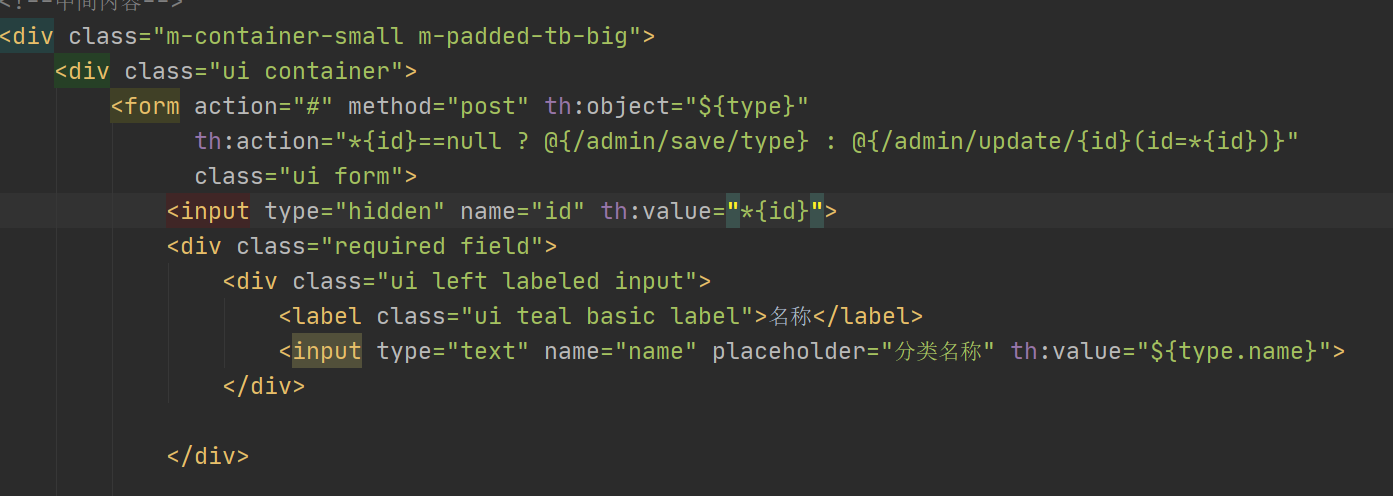 <!--中间内容-->
<div class="m-container-small m-padded-tb-big">
<div class="ui container">
<form action="#" method="post" th:object="${type}"
th:action="*{id}==null ? @{/admin/save/type} : @{/admin/update/{id}(id=*{id})}"
class="ui form">
<input type="hidden" name="id" th:value="*{id}">
<div class="required field">
<div class="ui left labeled input">
<label class="ui teal basic label">名称</label>
<input type="text" name="name" placeholder="分类名称" th:value="${type.name}">
</div>
</div>